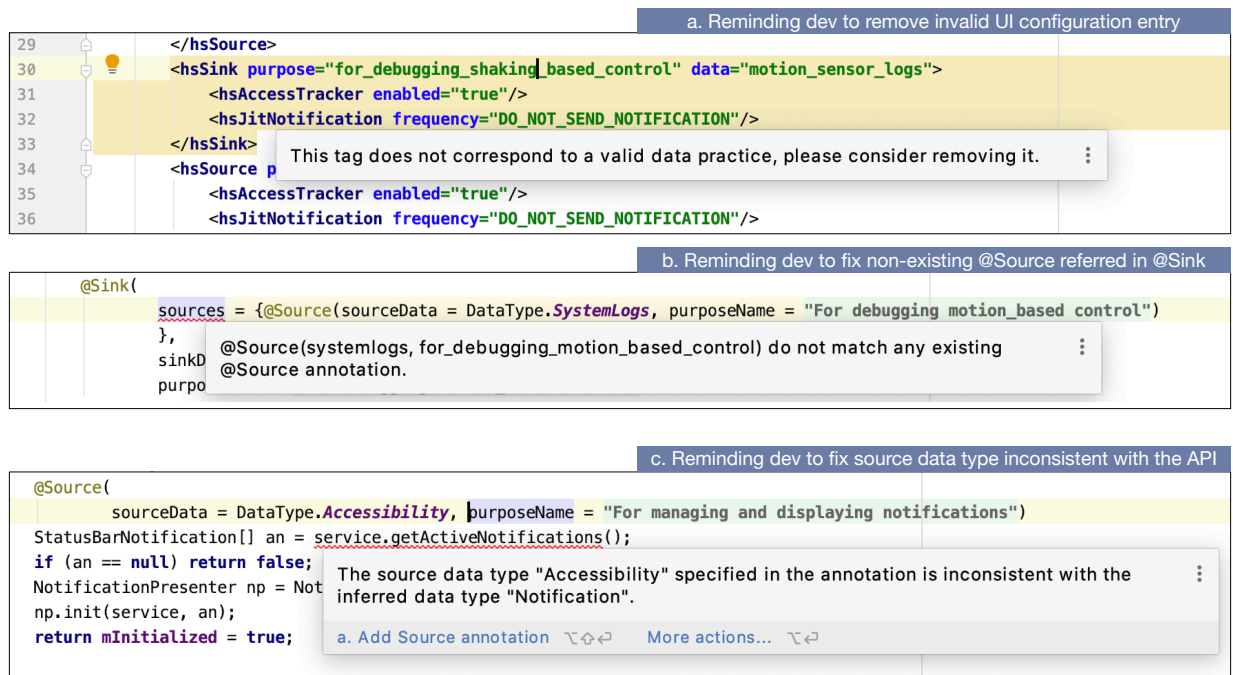 a. Reminding dev to remove invalid UI configuration entry
29 </hsSource>
30 <hsSink purpose="for_debugging_shaking_based_control" data="motion_sensor_logs">
31 <hsAccessTracker enabled="true"/>
32 <hsJitNotification frequency="DO_NOT_SEND_NOTIFICATION"/>
33 </hsSink>
This tag does not correspond to a valid data practice, please consider removing it.
34 <hsSource p
35 <hsAccessTracker enabled="true"/>
36 <hsJitNotification frequency="DO_NOT_SEND_NOTIFICATION"/>
b. Reminding dev to fix non-existing @Source referred in @Sink
@Sink(
sources = {@Source(sourceData = DataType.SystemLogs, purposeName = "For debugging motion_based control")
},
@Source(systemlogs, for_debugging_motion_based_control) do not match any existing
@Source annotation.
sinkD
purpo
c. Reminding dev to fix source data type inconsistent with the API
@Source(
sourceData = DataType.Accessibility, purposeName = "For managing and displaying notifications")
StatusBarNotification[] an = service.getActiveNotifications();
if (an == null) return false;
NotificationPresenter np = Not
np.init(service, an);
return mInitialized = true;
The source data type "Accessibility" specified in the annotation is inconsistent with the
inferred data type "Notification".
a. Add Source annotation ⌥⇧⏎ More actions... ⌥⏎